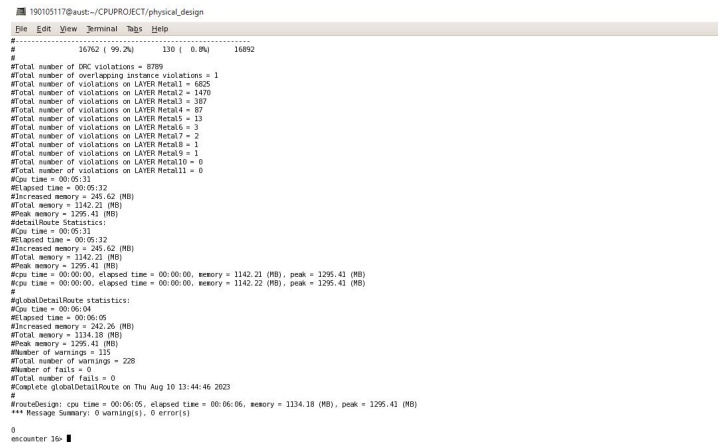 190105117@aust:~/CPUPROJECT/physical_design
File Edit View Terminal Tabs Help
#-----------------------------------------------------------
# 16762 ( 99.2%) 130 ( 0.8%) 16892
#
#Total number of DRC violations = 8789
#Total number of overlapping instance violations = 1
#Total number of violations on LAYER Metal1 = 6825
#Total number of violations on LAYER Metal2 = 1470
#Total number of violations on LAYER Metal3 = 387
#Total number of violations on LAYER Metal4 = 87
#Total number of violations on LAYER Metal5 = 13
#Total number of violations on LAYER Metal6 = 3
#Total number of violations on LAYER Metal7 = 2
#Total number of violations on LAYER Metal8 = 1
#Total number of violations on LAYER Metal9 = 1
#Total number of violations on LAYER Metal10 = 0
#Total number of violations on LAYER Metal11 = 0
#Cpu time = 00:05:31
#Elapsed time = 00:05:32
#Increased memory = 245.62 (MB)
#Total memory = 1142.21 (MB)
#Peak memory = 1295.41 (MB)
#detailRoute Statistics:
#Cpu time = 00:05:31
#Elapsed time = 00:05:32
#Increased memory = 245.62 (MB)
#Total memory = 1142.21 (MB)
#Peak memory = 1295.41 (MB)
#cpu time = 00:00:00, elapsed time = 00:00:00, memory = 1142.21 (MB), peak = 1295.41 (MB)
#cpu time = 00:00:00, elapsed time = 00:00:00, memory = 1142.22 (MB), peak = 1295.41 (MB)
#
#globalDetailRoute statistics:
#Cpu time = 00:06:04
#Elapsed time = 00:06:05
#Increased memory = 242.26 (MB)
#Total memory = 1134.18 (MB)
#Peak memory = 1295.41 (MB)
#Number of warnings = 115
#Total number of warnings = 228
#Number of fails = 0
#Total number of fails = 0
#Complete globalDetailRoute on Thu Aug 10 13:44:46 2023
#
#routeDesign: cpu time = 00:06:05, elapsed time = 00:06:06, memory = 1134.18 (MB), peak = 1295.41 (MB)
*** Message Summary: 0 warning(s), 0 error(s)
0
encounter 16>